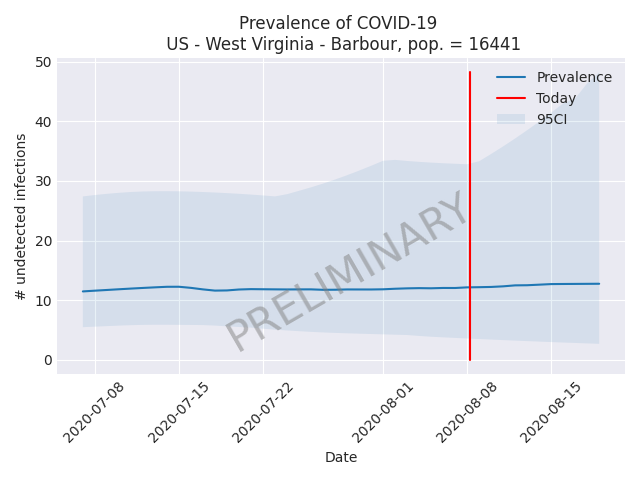 Prevalence of COVID-19
US - West Virginia - Barbour, pop. = 16441
# undetected infections
50
40
30
20
10
0
Prevalence
Today
95CI
PRELIMINARY
2020-07-08
2020-07-15
2020-07-22
2020-08-01
2020-08-08
2020-08-15
Date